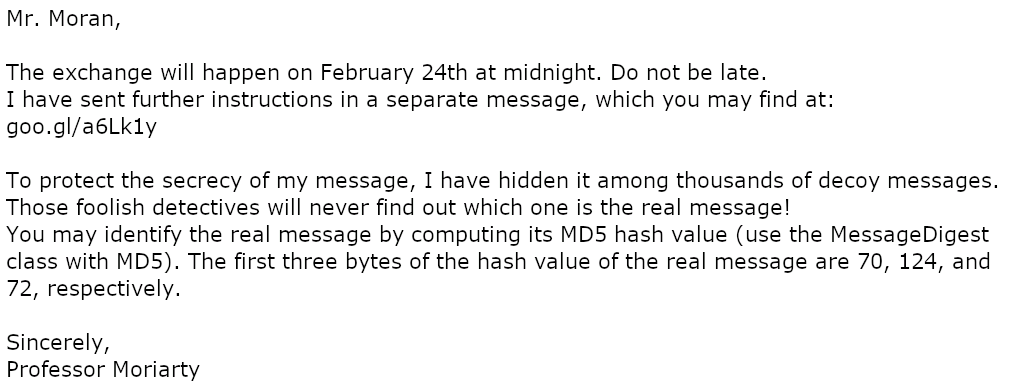 Mr. Moran,
The exchange will happen on February 24th at midnight. Do not be late.
I have sent further instructions in a separate message, which you may find at:
goo.gl/a6Lk1y
To protect the secrecy of my message, I have hidden it among thousands of decoy messages.
Those foolish detectives will never find out which one is the real message!
You may identify the real message by computing its MD5 hash value (use the MessageDigest
class with MD5). The first three bytes of the hash value of the real message are 70, 124, and
72, respectively.
Sincerely,
Professor Moriarty